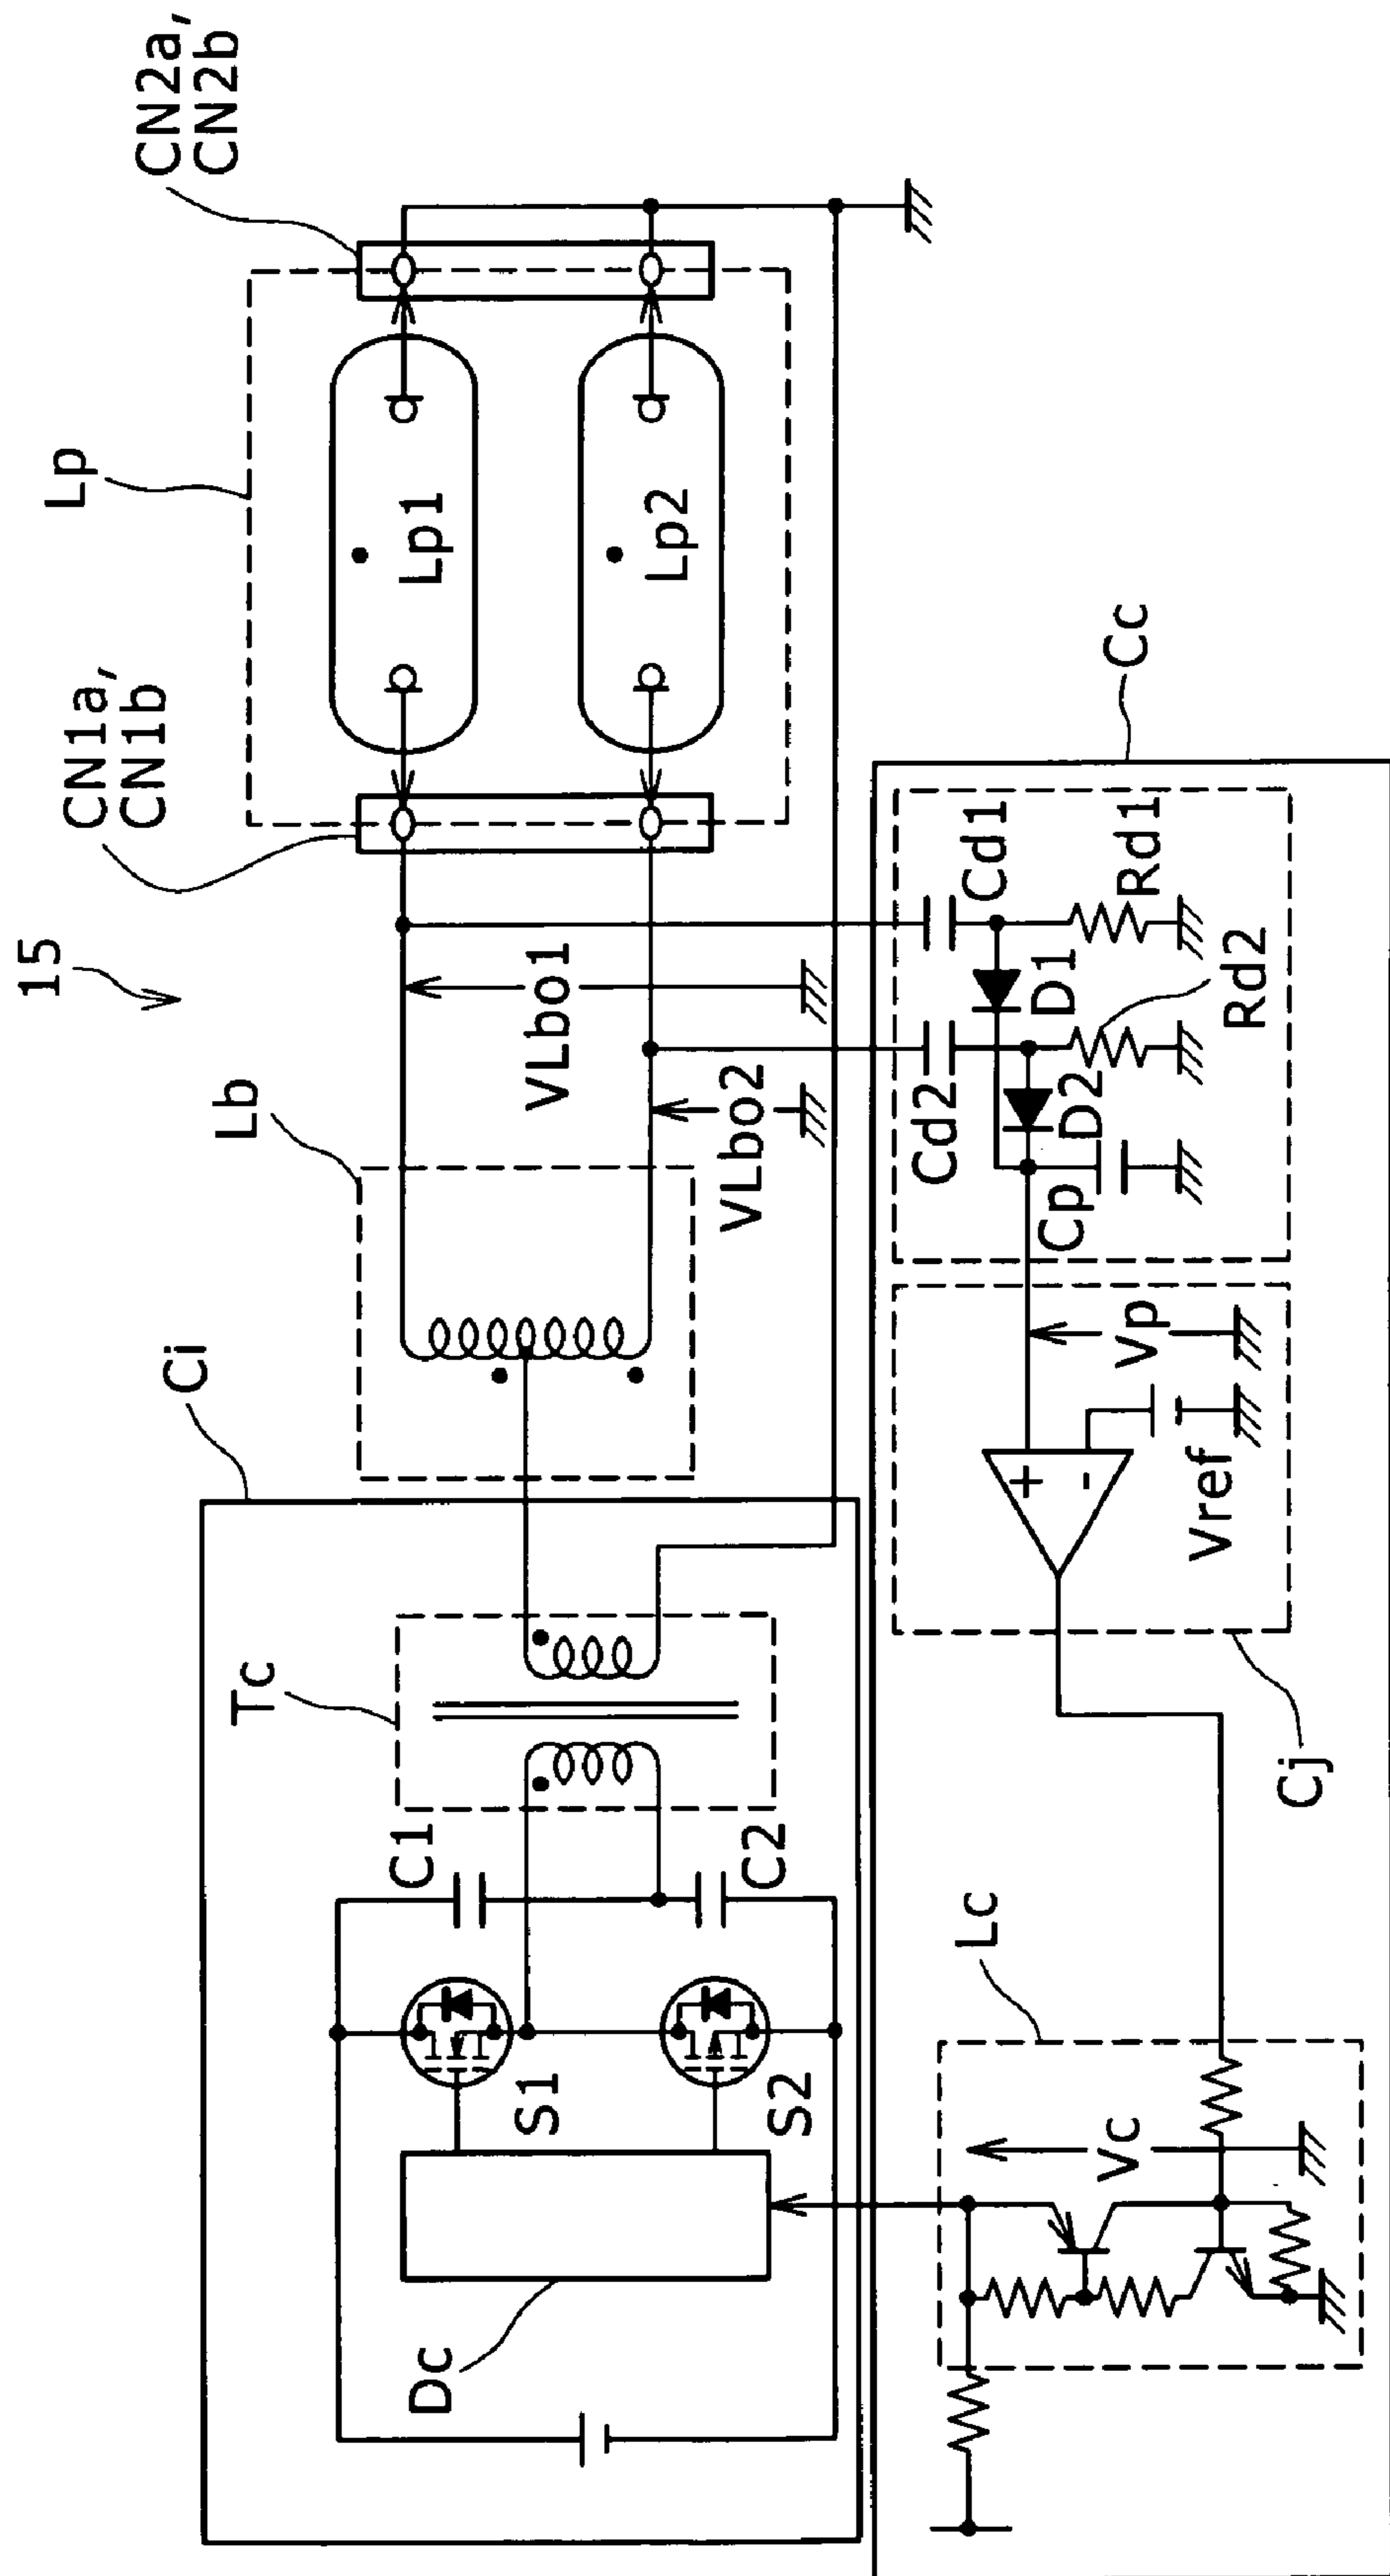 15
Ci
Tc
Lb
CN1a,
CN1b
Lp
CN2a,
CN2b
Dc
S1
S2
C1
C2
VLbo1
VLbo2
Lp1
Lp2
Lc
Vc
Cj
+
-
Vref
Vp
Cp
Cd2
D2
D1
Cd1
Rd1
Rd2
Cc